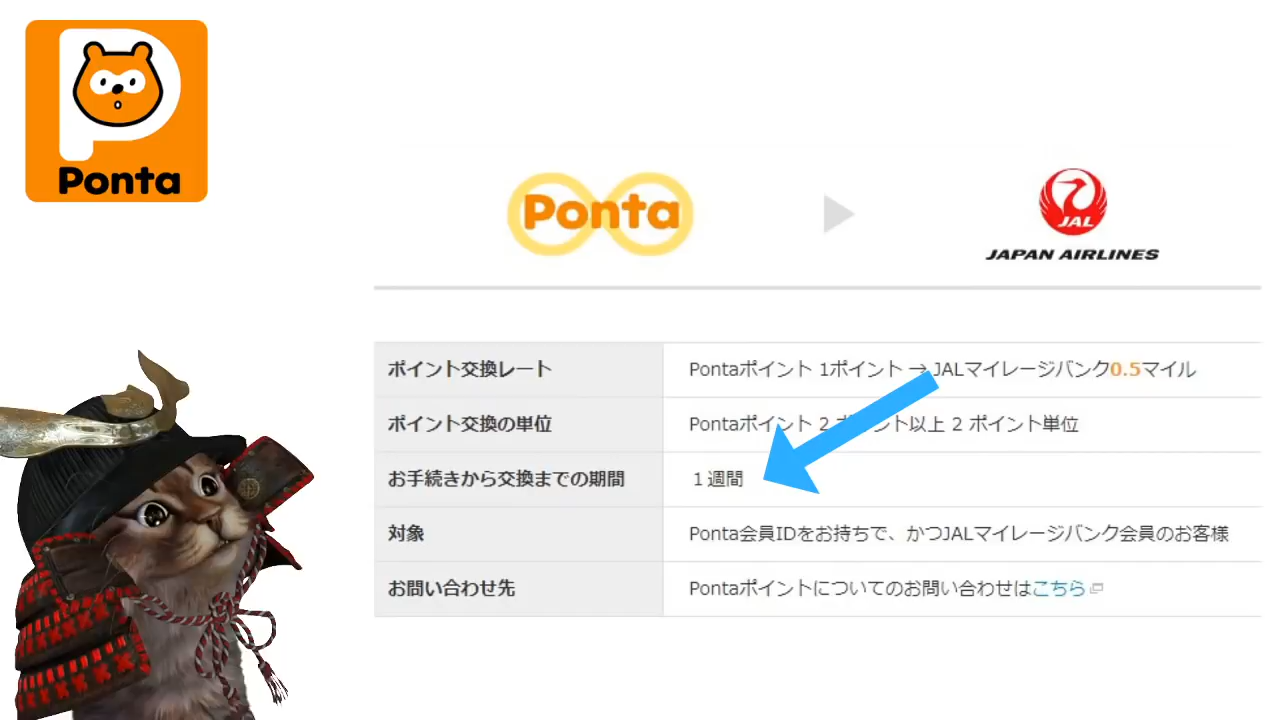 Ponta
Ponta
JAL
JAPAN AIRLINES
ポイント交換レート
Pontaポイント 1ポイント → JALマイレージバンク0.5マイル
ポイント交換の単位
Pontaポイント 2 ポイント以上 2 ポイント単位
お手続きから交換までの期間
1 週間
対象
Ponta会員IDをお持ちで、かつJALマイレージバンク会員のお客様
お問い合わせ先
Pontaポイントについてのお問い合わせはこちら